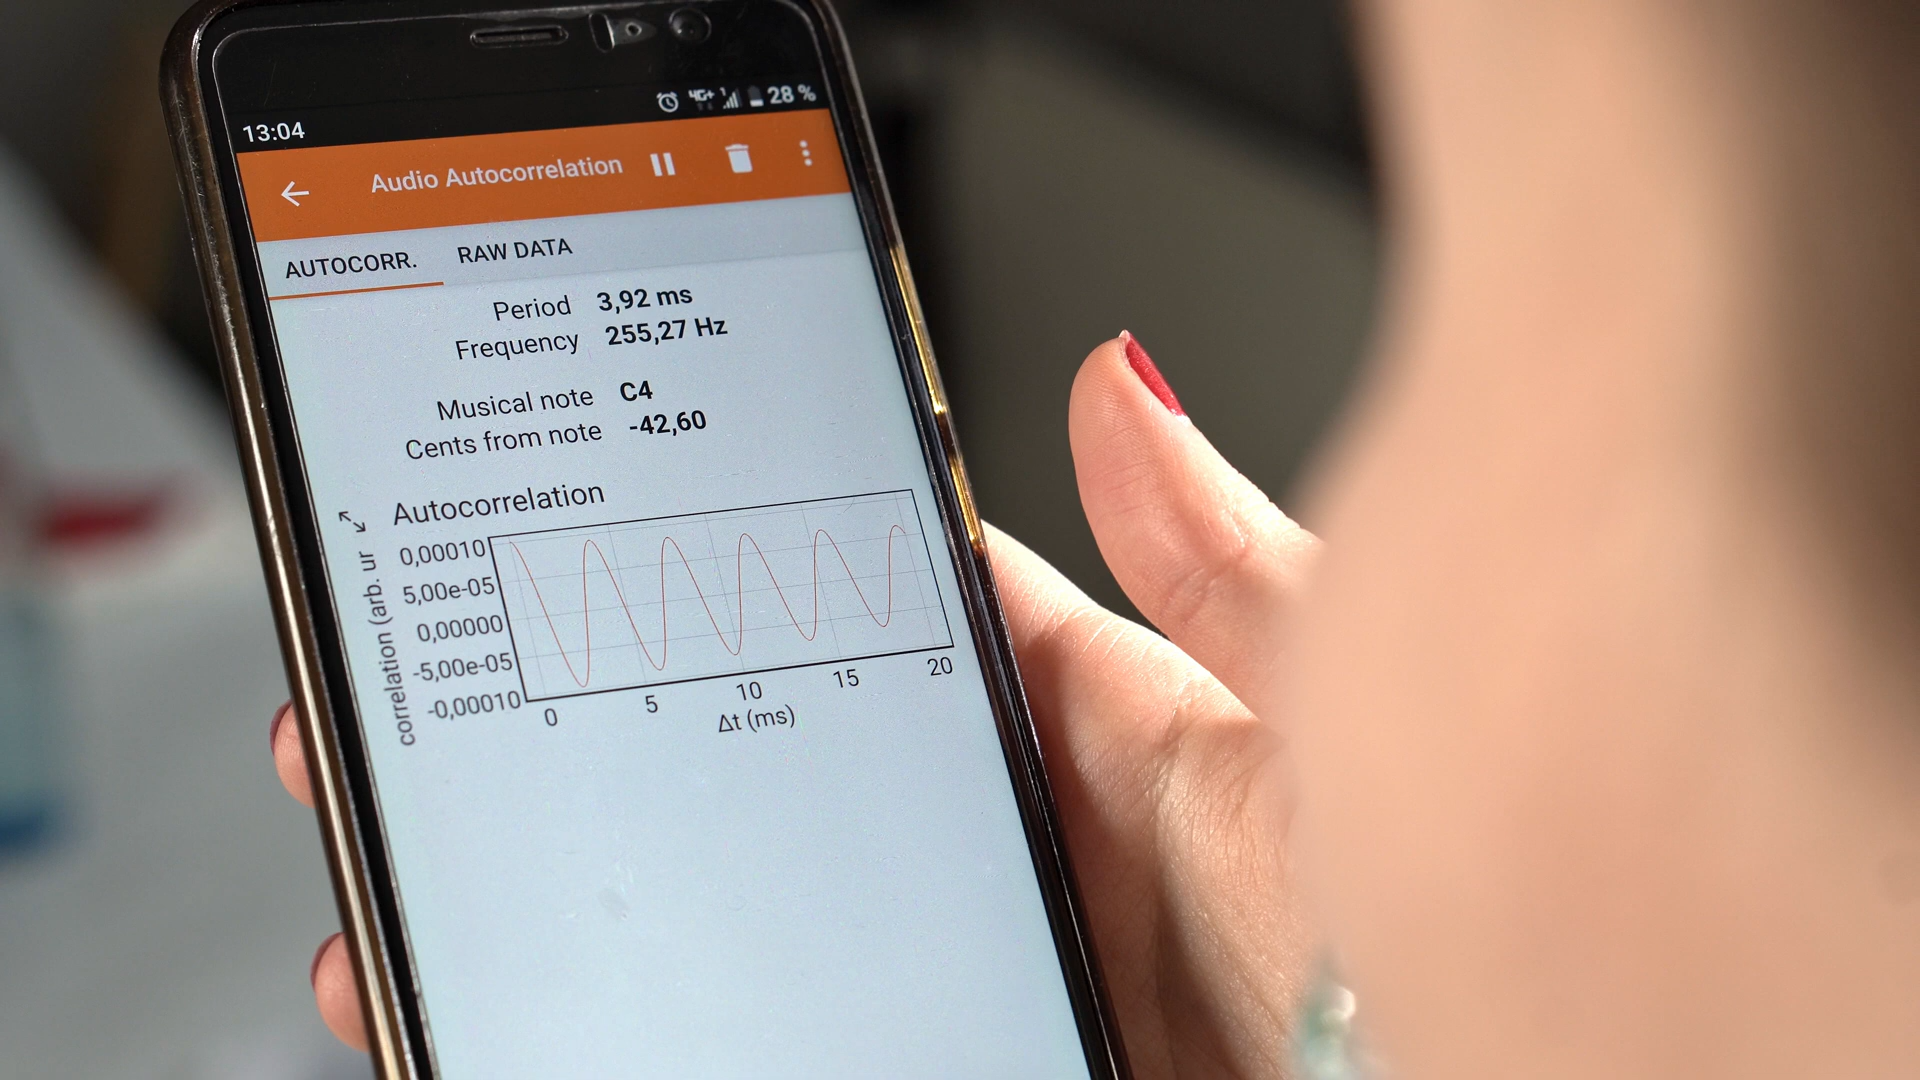 4G+ 1 28 %
13:04
Audio Autocorrelation
AUTOCORR. RAW DATA
Period 3,92 ms
Frequency 255,27 Hz
Musical note C4
Cents from note -42,60
Autocorrelation
correlation (arb. ur
0,00010
5,00e-05
0,00000
-5,00e-05
-0,00010
0 5 10 15 20
Δt (ms)